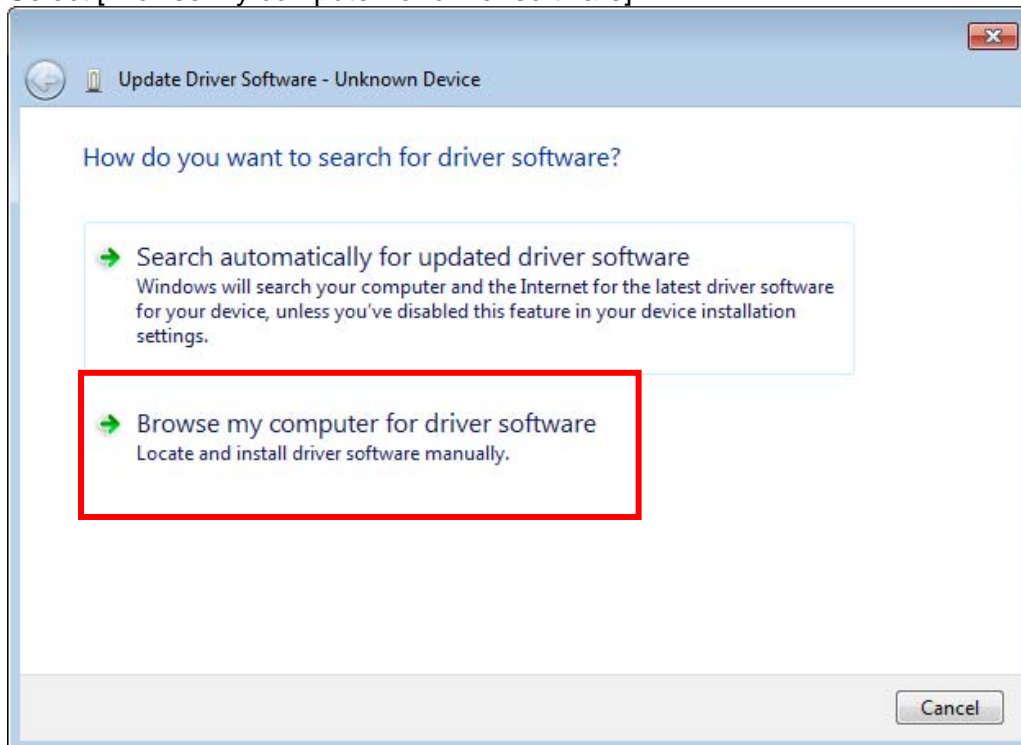 Update Driver Software - Unknown Device
How do you want to search for driver software?
Search automatically for updated driver software
Windows will search your computer and the Internet for the latest driver software
for your device, unless you've disabled this feature in your device installation
settings.
Browse my computer for driver software
Locate and install driver software manually.
Cancel